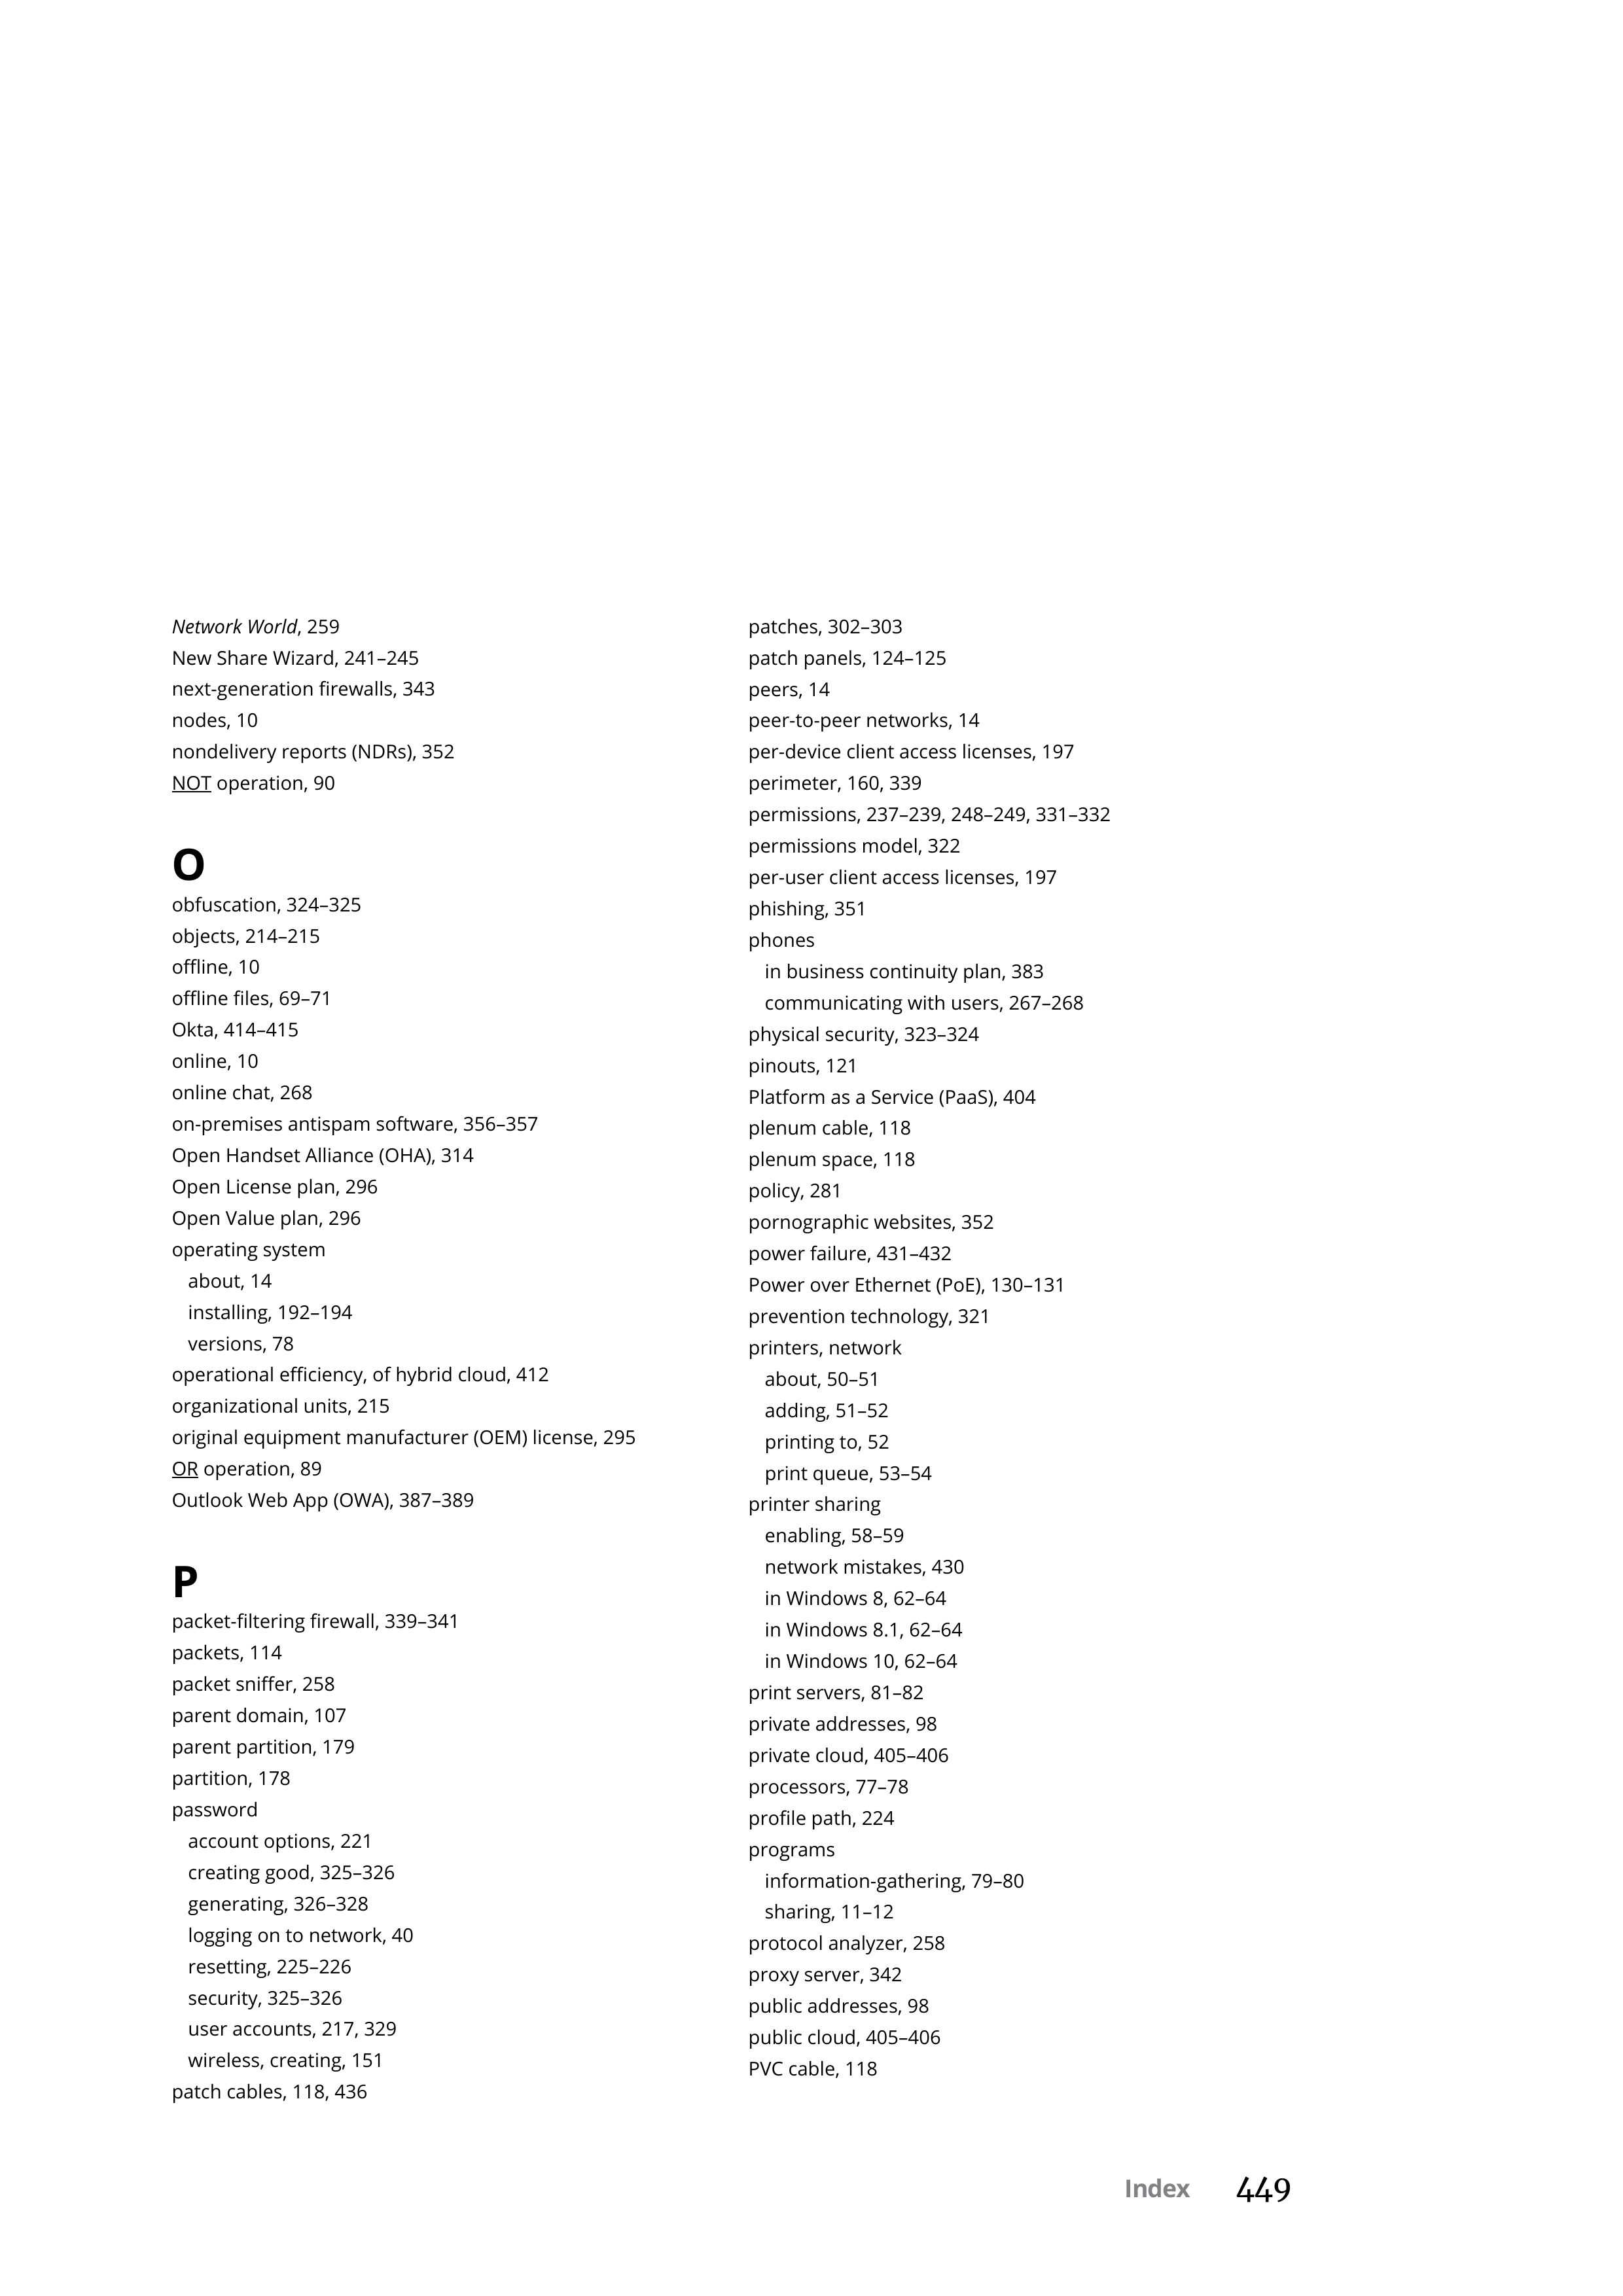 Network World, 259
New Share Wizard, 241–245
next-generation firewalls, 343
nodes, 10
nondelivery reports (NDRs), 352
NOT operation, 90
O
obfuscation, 324–325
objects, 214–215
offline, 10
offline files, 69–71
Okta, 414–415
online, 10
online chat, 268
on-premises antispam software, 356–357
Open Handset Alliance (OHA), 314
Open License plan, 296
Open Value plan, 296
operating system
about, 14
installing, 192–194
versions, 78
operational efficiency, of hybrid cloud, 412
organizational units, 215
original equipment manufacturer (OEM) license, 295
OR operation, 89
Outlook Web App (OWA), 387–389
P
packet-filtering firewall, 339–341
packets, 114
packet sniffer, 258
parent domain, 107
parent partition, 179
partition, 178
password
account options, 221
creating good, 325–326
generating, 326–328
logging on to network, 40
resetting, 225–226
security, 325–326
user accounts, 217, 329
wireless, creating, 151
patch cables, 118, 436
patches, 302–303
patch panels, 124–125
peers, 14
peer-to-peer networks, 14
per-device client access licenses, 197
perimeter, 160, 339
permissions, 237–239, 248–249, 331–332
permissions model, 322
per-user client access licenses, 197
phishing, 351
phones
in business continuity plan, 383
communicating with users, 267–268
physical security, 323–324
pinouts, 121
Platform as a Service (PaaS), 404
plenum cable, 118
plenum space, 118
policy, 281
pornographic websites, 352
power failure, 431–432
Power over Ethernet (PoE), 130–131
prevention technology, 321
printers, network
about, 50–51
adding, 51–52
printing to, 52
print queue, 53–54
printer sharing
enabling, 58–59
network mistakes, 430
in Windows 8, 62–64
in Windows 8.1, 62–64
in Windows 10, 62–64
print servers, 81–82
private addresses, 98
private cloud, 405–406
processors, 77–78
profile path, 224
programs
information-gathering, 79–80
sharing, 11–12
protocol analyzer, 258
proxy server, 342
public addresses, 98
public cloud, 405–406
PVC cable, 118
Index 449